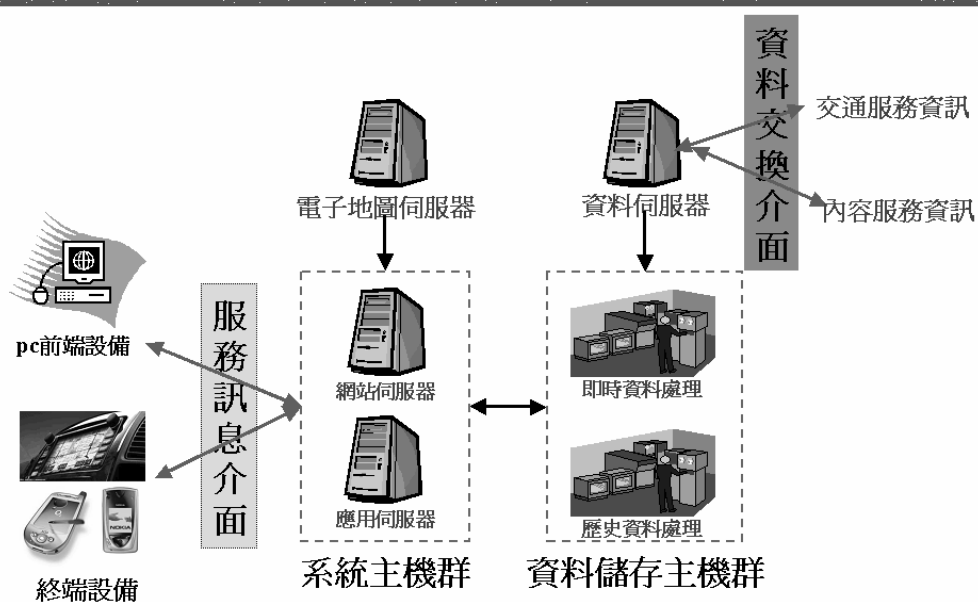 資料交換介面
交通服務資訊
內容服務資訊
電子地圖伺服器
資料伺服器
pc前端設備
服務訊息介面
網站伺服器
即時資料處理
NOKIA
應用伺服器
歷史資料處理
終端設備
系統主機群
資料儲存主機群